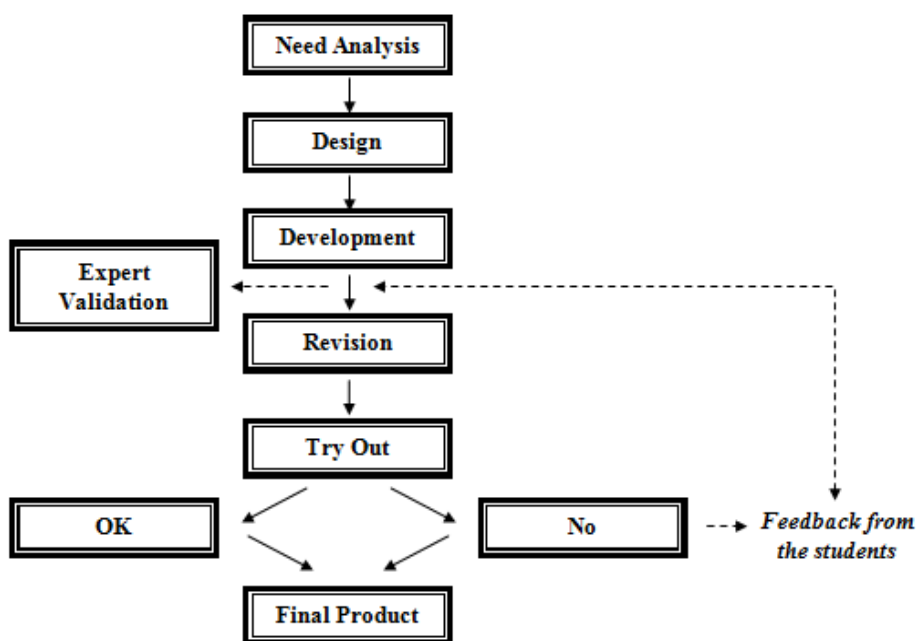 Need Analysis
Design
Development
Expert
Validation
Revision
Try Out
OK
No
Feedback from
the students
Final Product